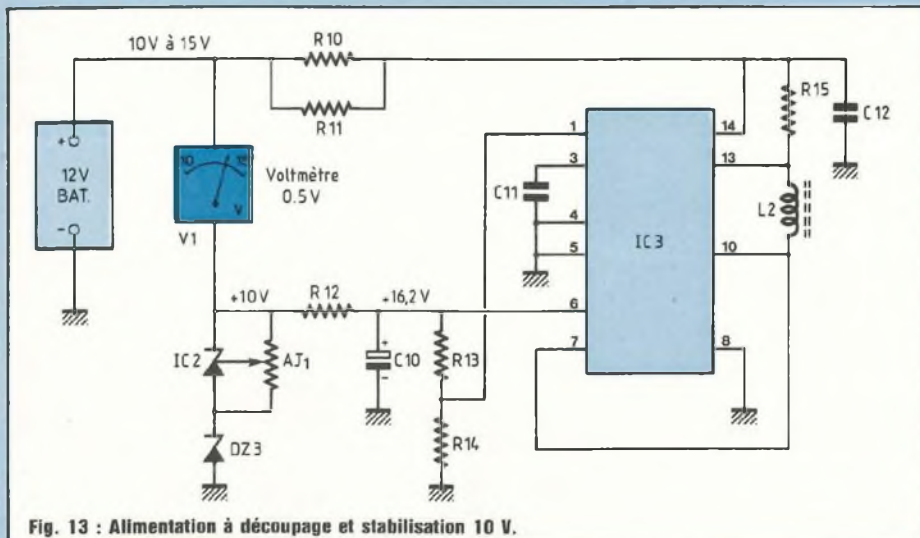 10V à 15V
R10
R11
R15
C12
+
12V
BAT.
-
10
15
V
Voltmètre
0.5V
V1
1
3
4
5
6
7
14
13
10
8
C11
IC3
L2
+10V
R12
+16,2V
IC2
AJ1
+
-
C10
R13
R14
DZ3
Fig. 13 : Alimentation à découpage et stabilisation 10 V.